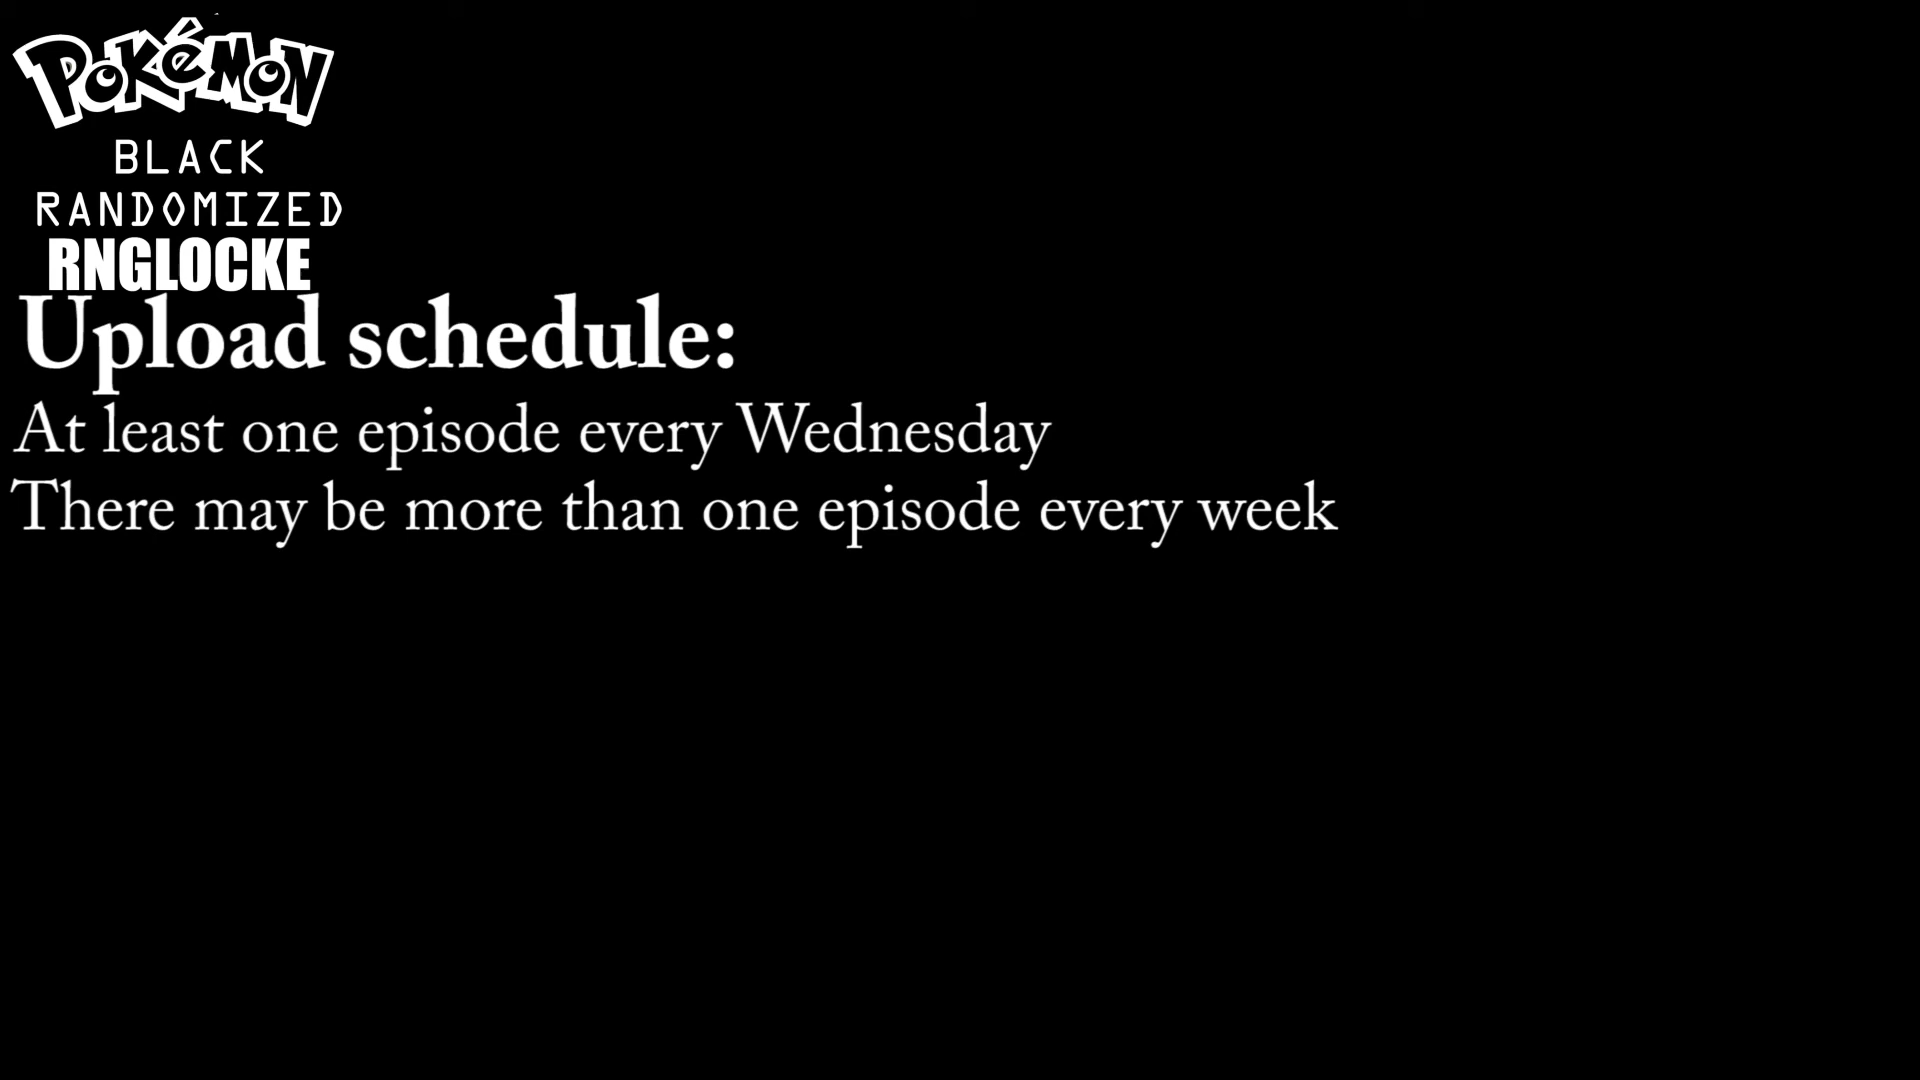 Pokémon
BLACK
RANDOMIZED
RNGLOCKE
Upload schedule:
At least one episode every Wednesday
There may be more than one episode every week